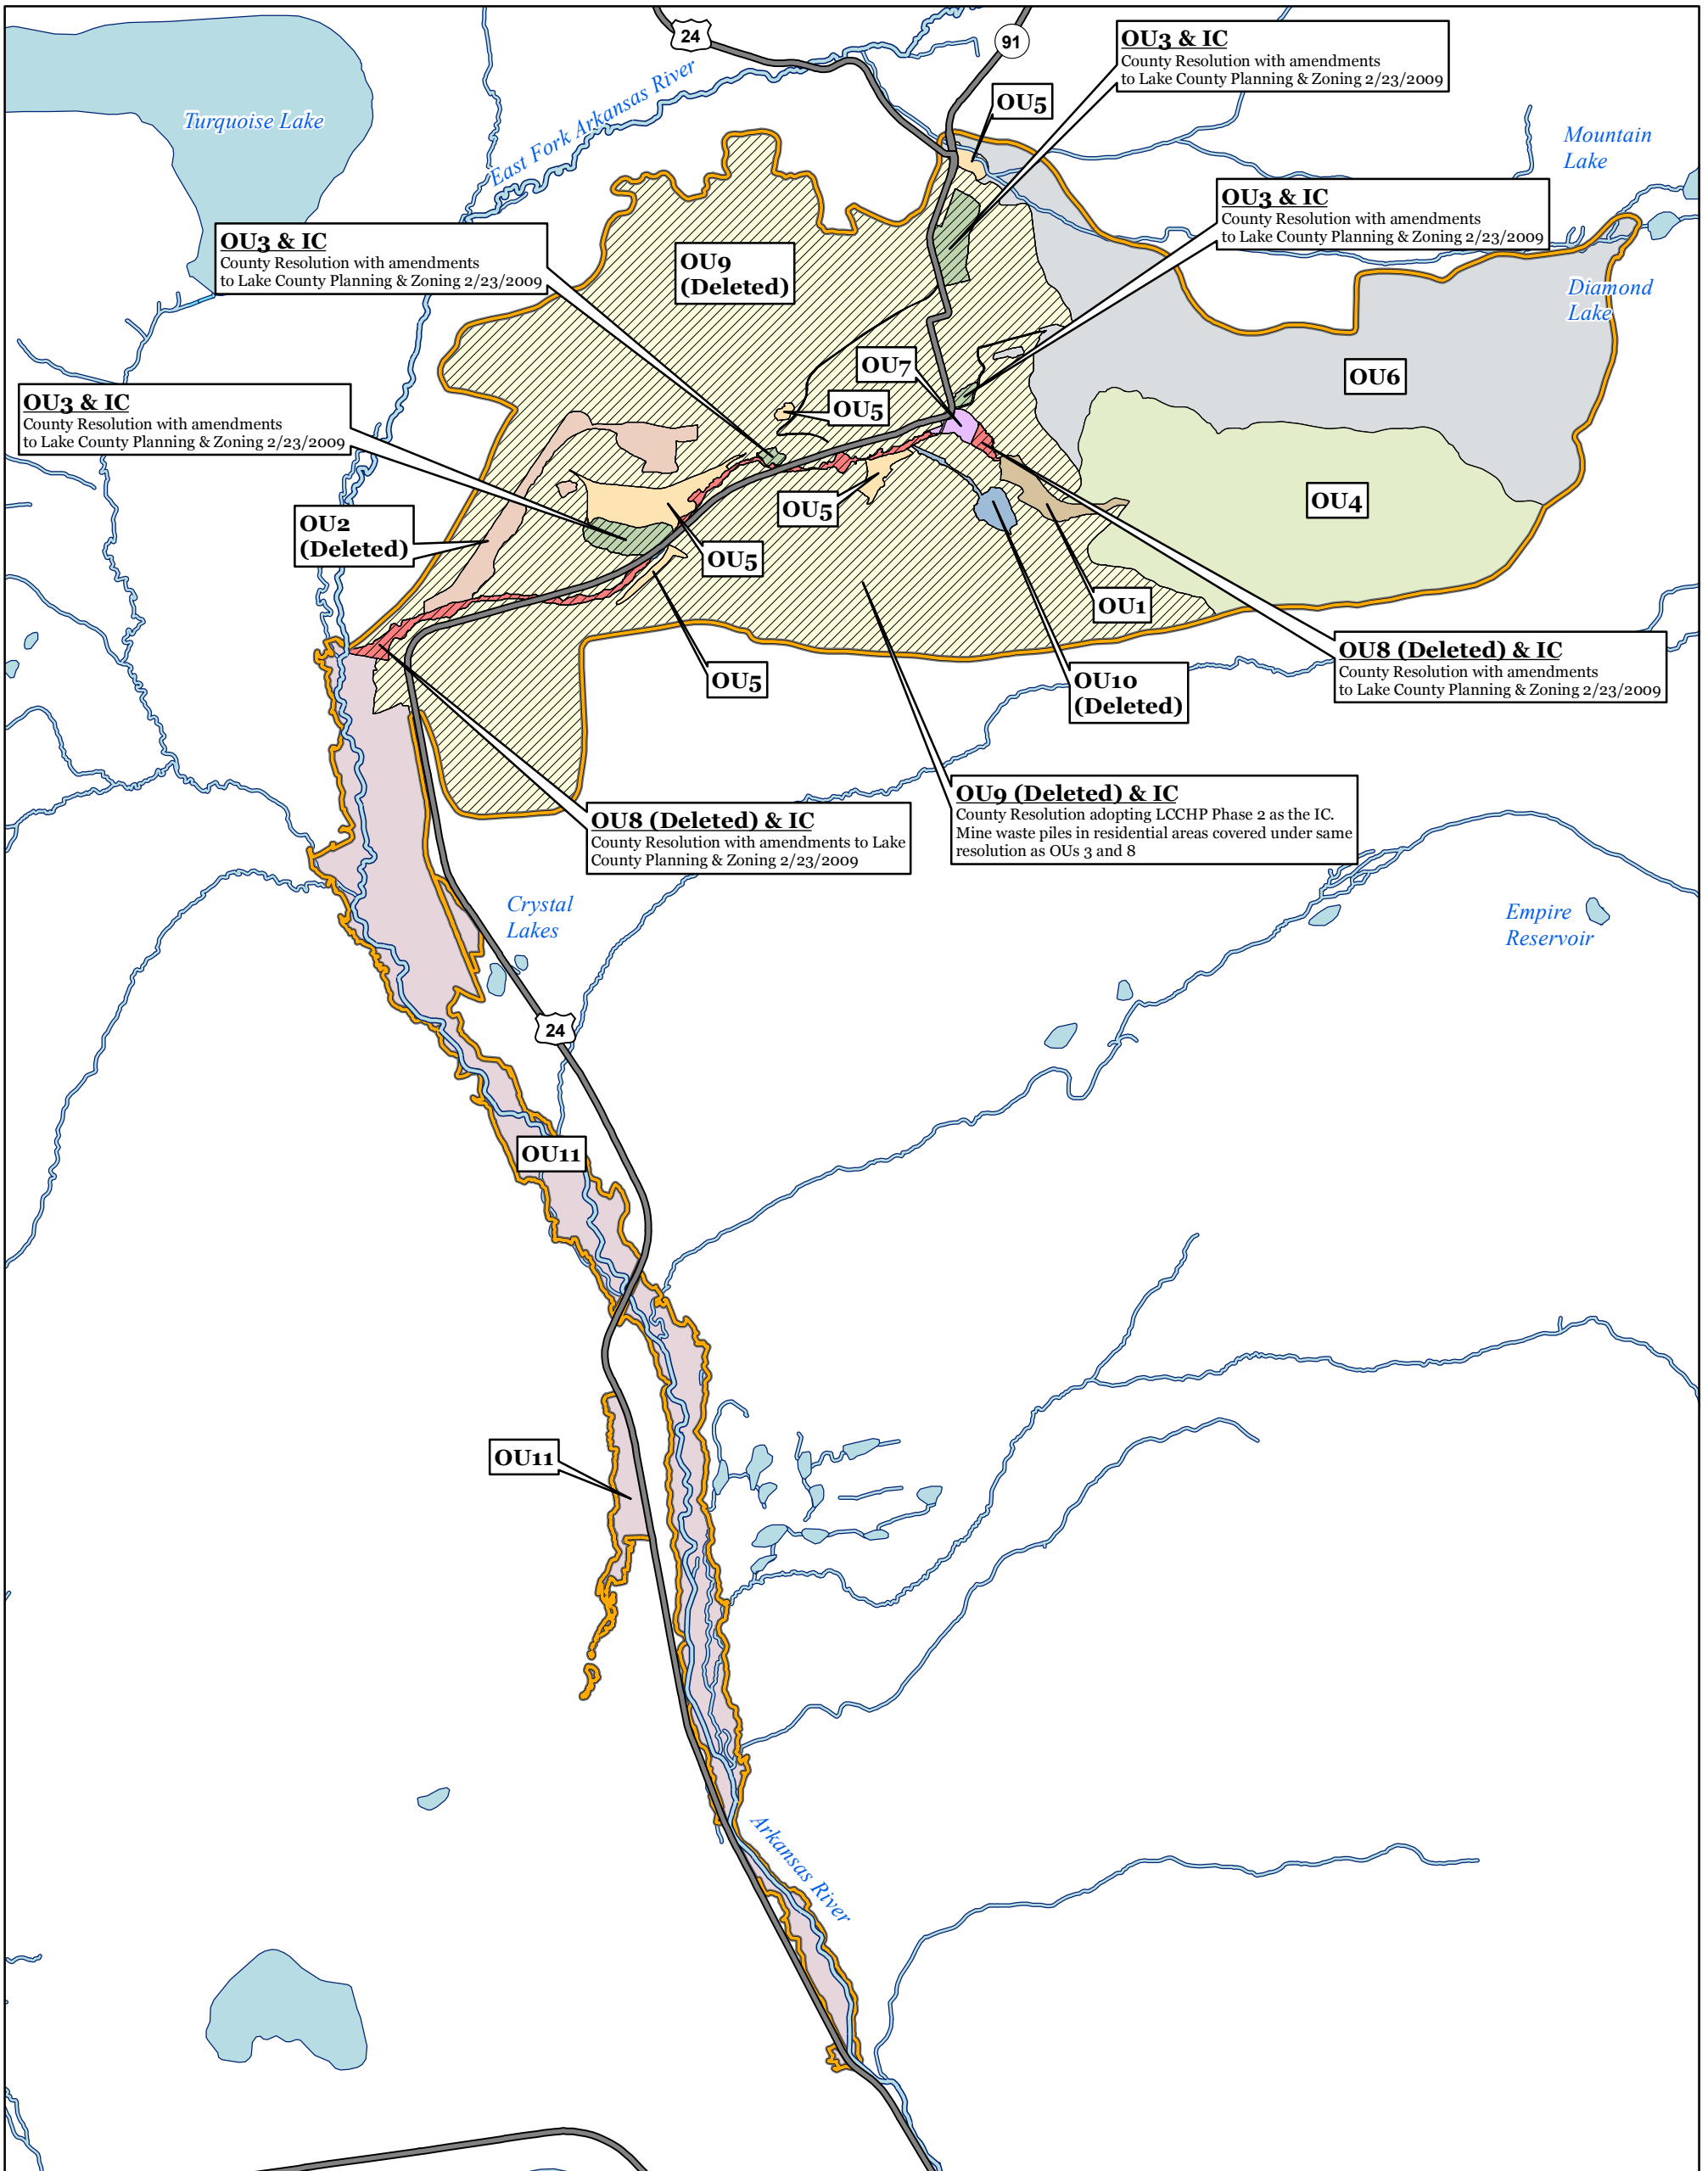 24
91
OU3 & IC
County Resolution with amendments
to Lake County Planning & Zoning 2/23/2009
OU5
Turquoise Lake
East Fork Arkansas River
Mountain
Lake
OU3 & IC
County Resolution with amendments
to Lake County Planning & Zoning 2/23/2009
OU3 & IC
County Resolution with amendments
to Lake County Planning & Zoning 2/23/2009
OU9
(Deleted)
Diamond
Lake
OU7
OU6
OU3 & IC
County Resolution with amendments
to Lake County Planning & Zoning 2/23/2009
OU5
OU4
OU5
OU2
(Deleted)
OU5
OU1
OU8 (Deleted) & IC
County Resolution with amendments
to Lake County Planning & Zoning 2/23/2009
OU5
OU10
(Deleted)
OU9 (Deleted) & IC
County Resolution adopting LCCHP Phase 2 as the IC.
Mine waste piles in residential areas covered under same
resolution as OUs 3 and 8
OU8 (Deleted) & IC
County Resolution with amendments to Lake
County Planning & Zoning 2/23/2009
Crystal
Lakes
Empire
Reservoir
24
OU11
OU11
Arkansas River